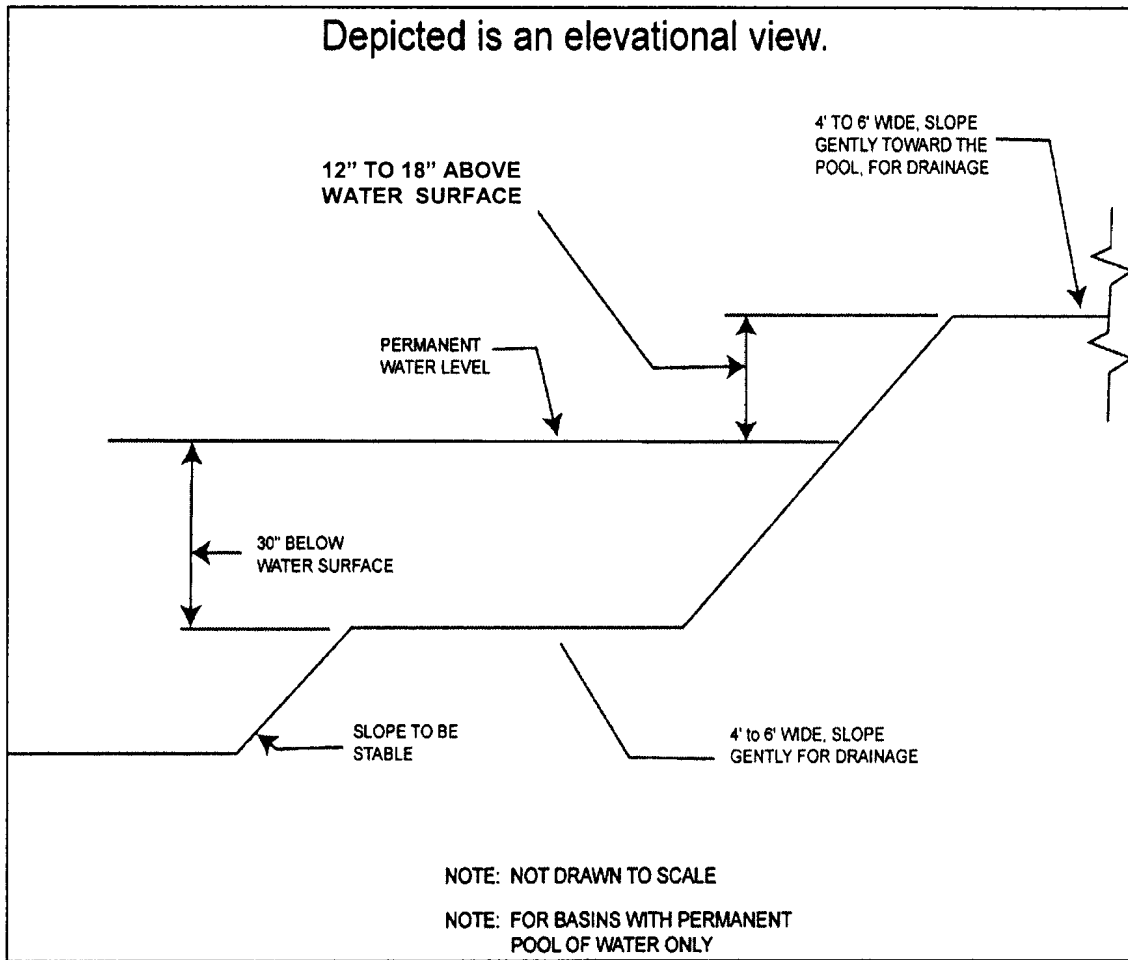 Depicted is an elevational view.
4' TO 6' WIDE, SLOPE
GENTLY TOWARD THE
POOL, FOR DRAINAGE
12” TO 18” ABOVE
WATER SURFACE
PERMANENT
WATER LEVEL
30" BELOW
WATER SURFACE
SLOPE TO BE
STABLE
4' to 6' WIDE, SLOPE
GENTLY FOR DRAINAGE
NOTE: NOT DRAWN TO SCALE
NOTE: FOR BASINS WITH PERMANENT
POOL OF WATER ONLY